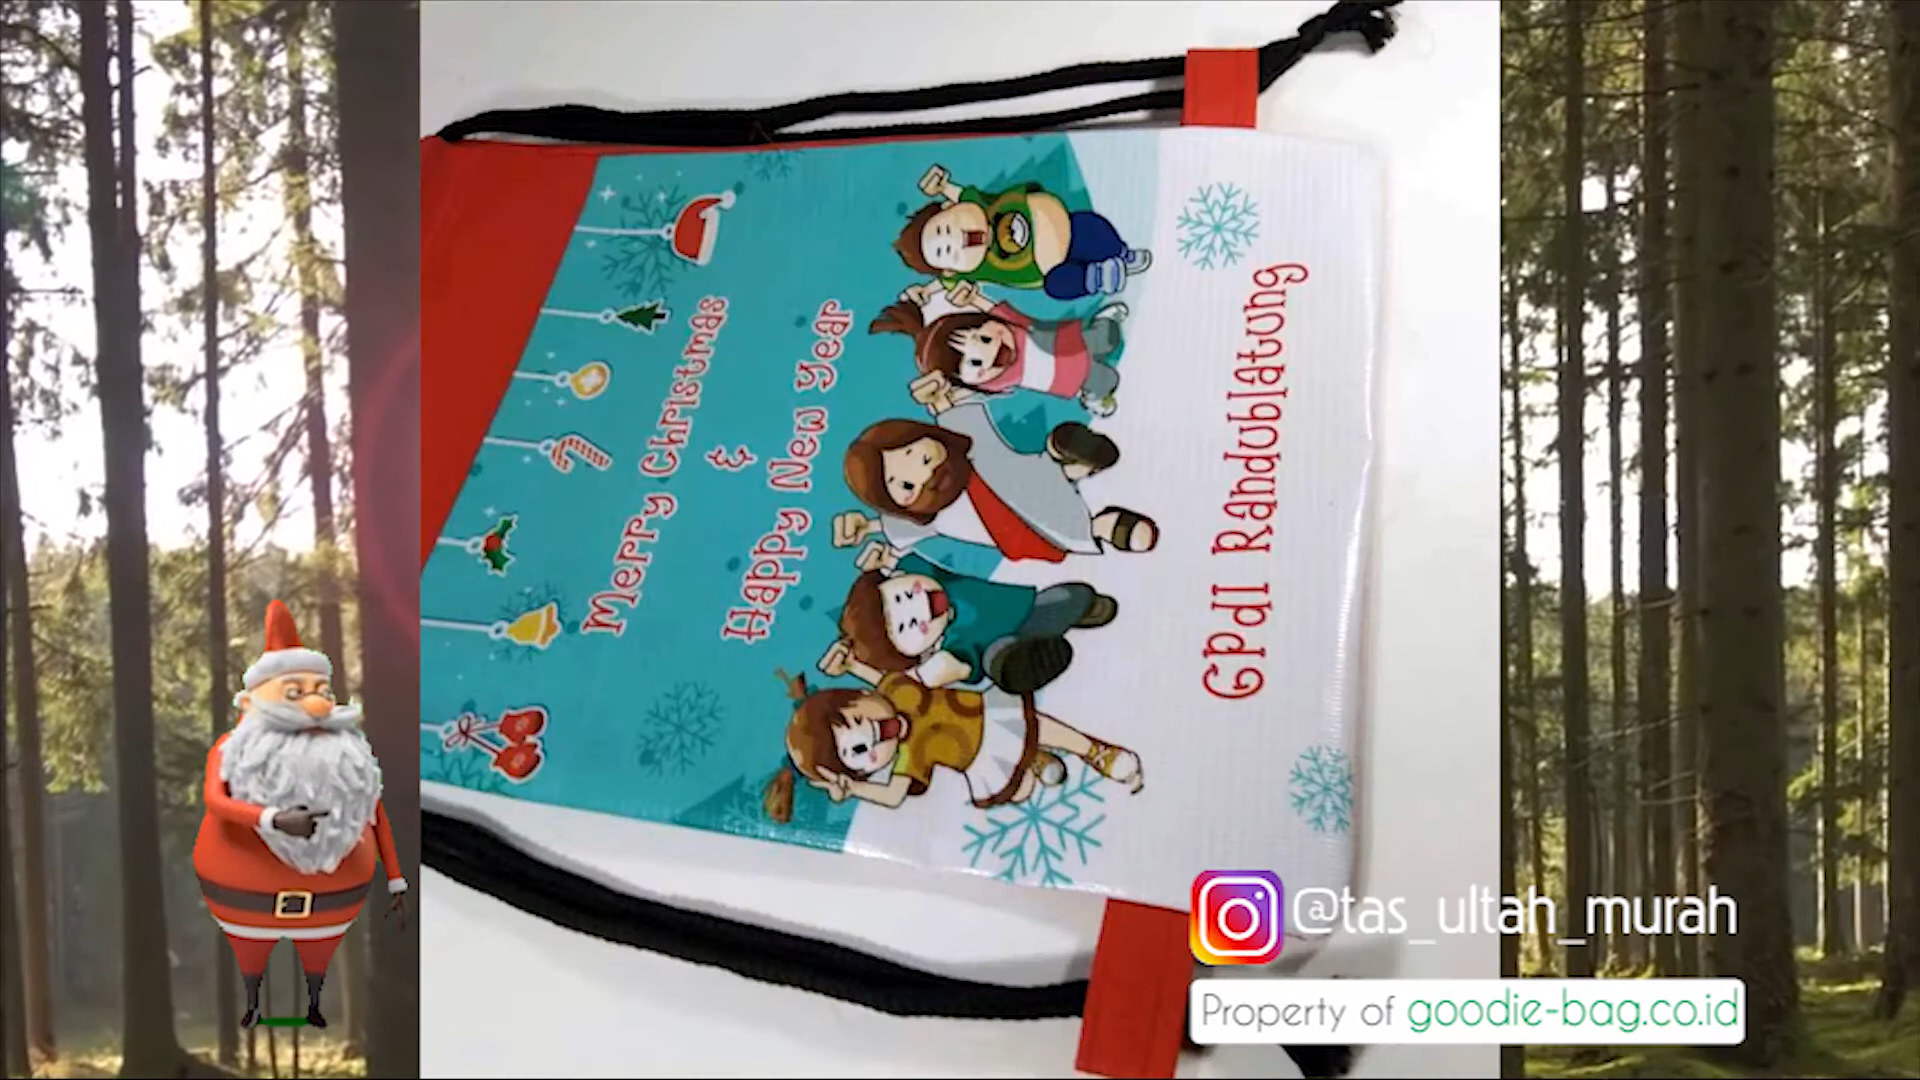 Merry Christmas
&
Happy New Year
GPdI Randublatung
@tas_ultah_murah
Property of goodie-bag.co.id